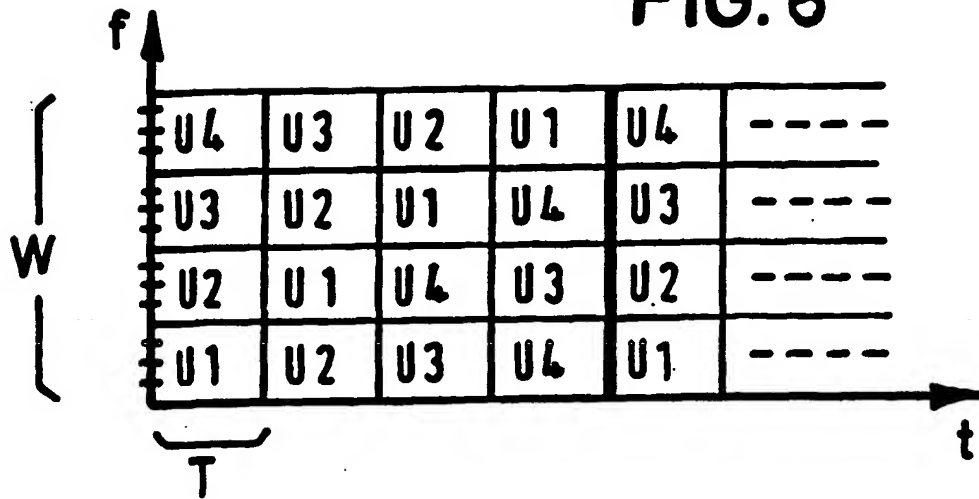 FIG. 6
f
U4 U3 U2 U1 U4 ----
U3 U2 U1 U4 U3 ----
W
U2 U1 U4 U3 U2 ----
U1 U2 U3 U4 U1 ----
t
T